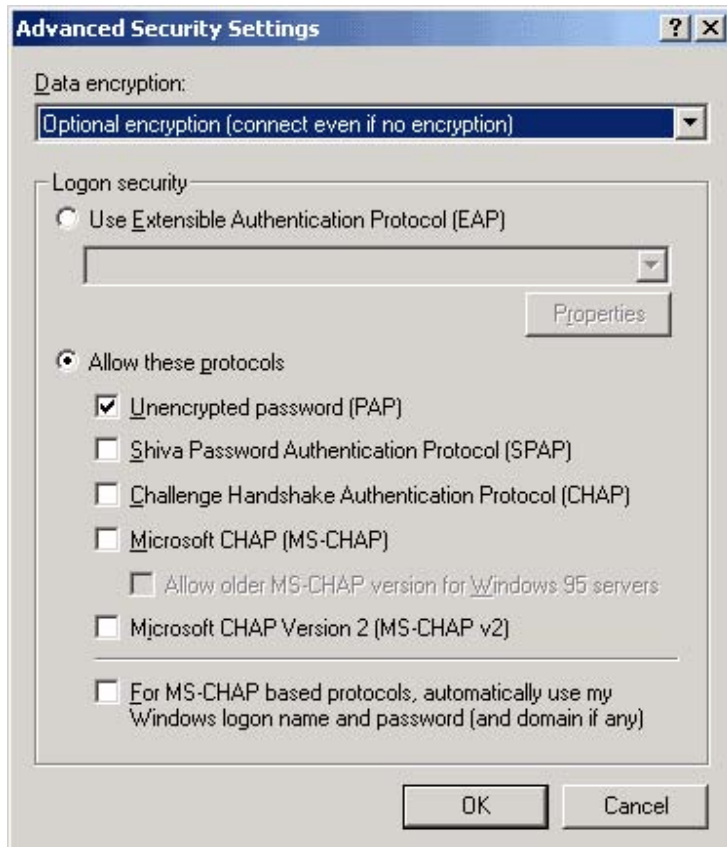 Advanced Security Settings
Data encryption:
Optional encryption (connect even if no encryption)
Logon security
Use Extensible Authentication Protocol (EAP)
Properties
Allow these protocols
Unencrypted password (PAP)
Shiva Password Authentication Protocol (SPAP)
Challenge Handshake Authentication Protocol (CHAP)
Microsoft CHAP (MS-CHAP)
Allow older MS-CHAP version for Windows 95 servers
Microsoft CHAP Version 2 (MS-CHAP v2)
For MS-CHAP based protocols, automatically use my
Windows logon name and password (and domain if any)
OK Cancel